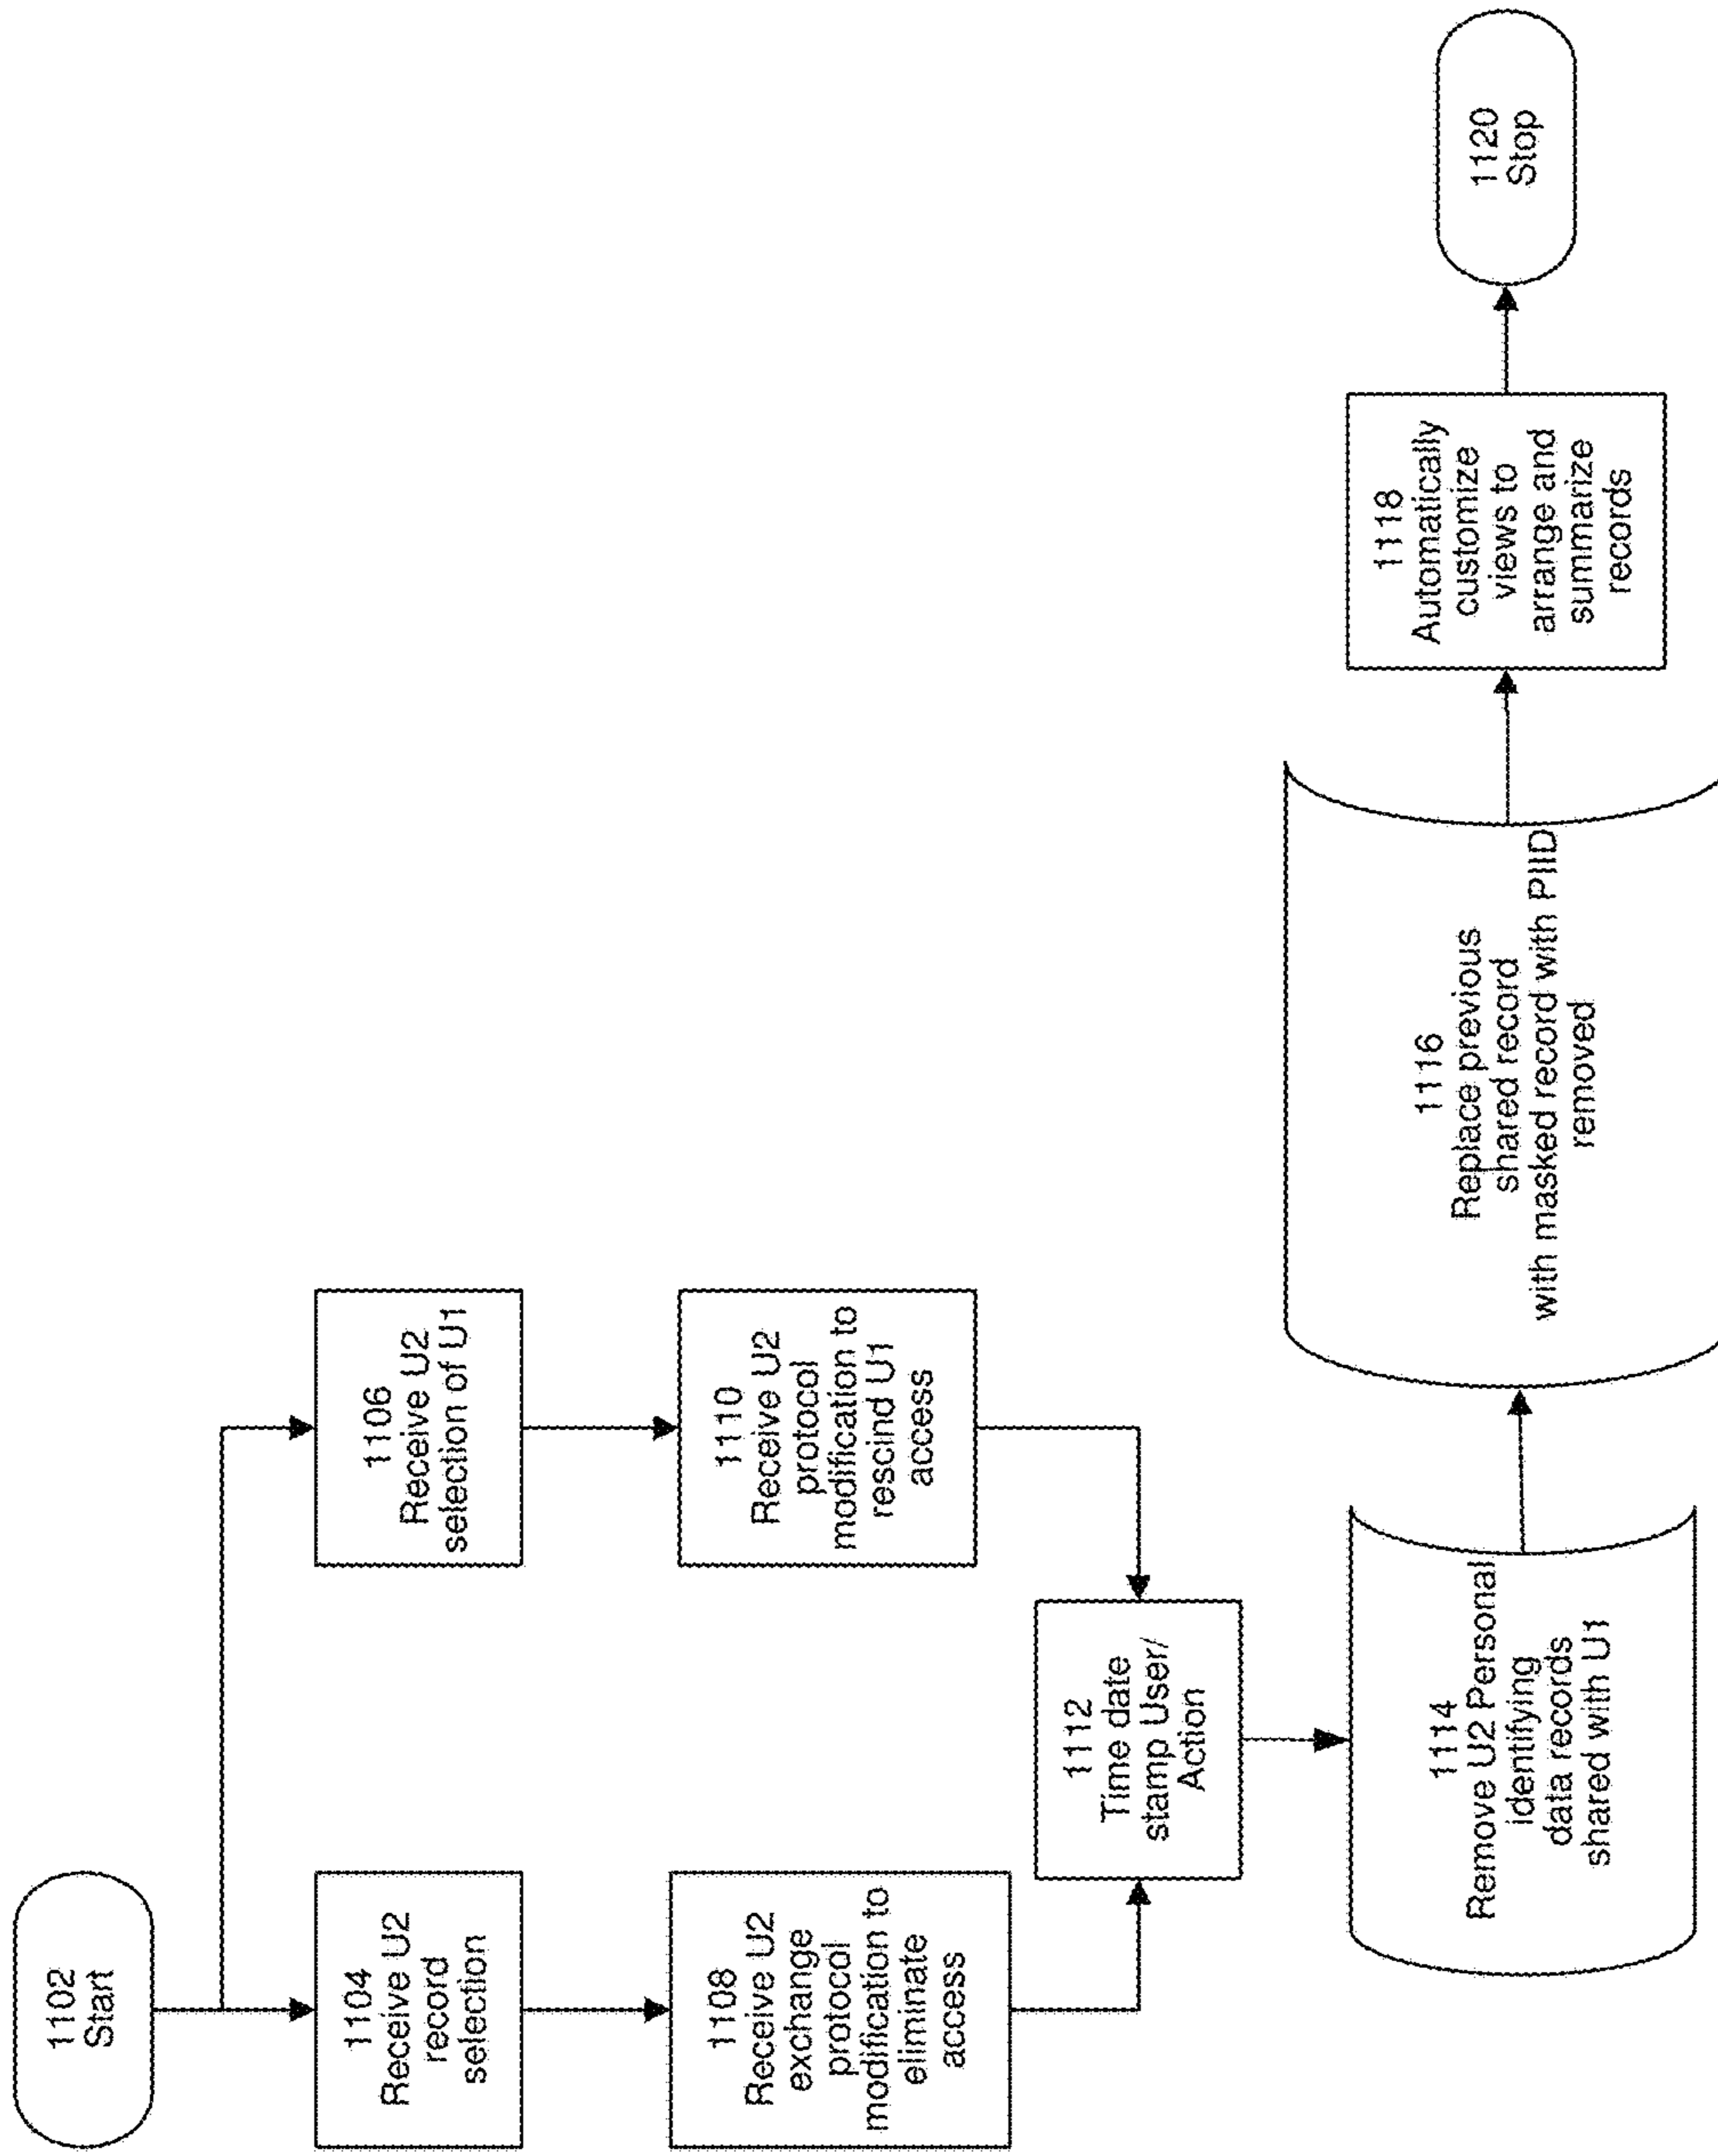 1102
Start
1104
Receive U2
record
selection
1106
Receive U2
selection of U1
1108
Receive U2
exchange
protocol
modification to
eliminate
access
1110
Receive U2
protocol
modification to
rescind U1
access
1112
Time date
stamp User/
Action
1114
Remove U2 Personal
identifying
data records
shared with U1
1116
Replace previous
shared record
with masked record with PIID
removed
1118
Automatically
customize
views to
arrange and
summarize
records
1120
Stop